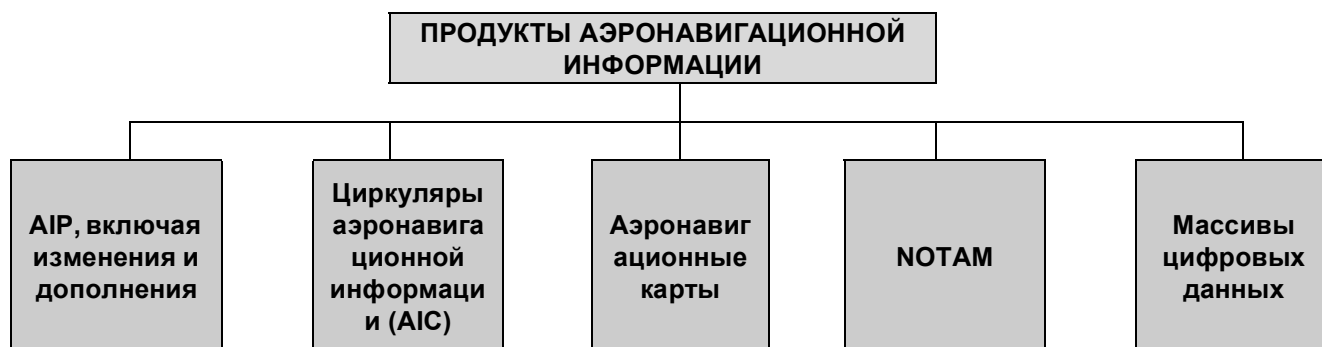 ПРОДУКТЫ АЭРОНАВИГАЦИОННОЙ
ИНФОРМАЦИИ
AIP, включая
изменения и
дополнения
Циркуляры
аэронавига
ционной
информаци
и (AIC)
Аэронавиг
ационные
карты
NOTAM
Массивы
цифровых
данных